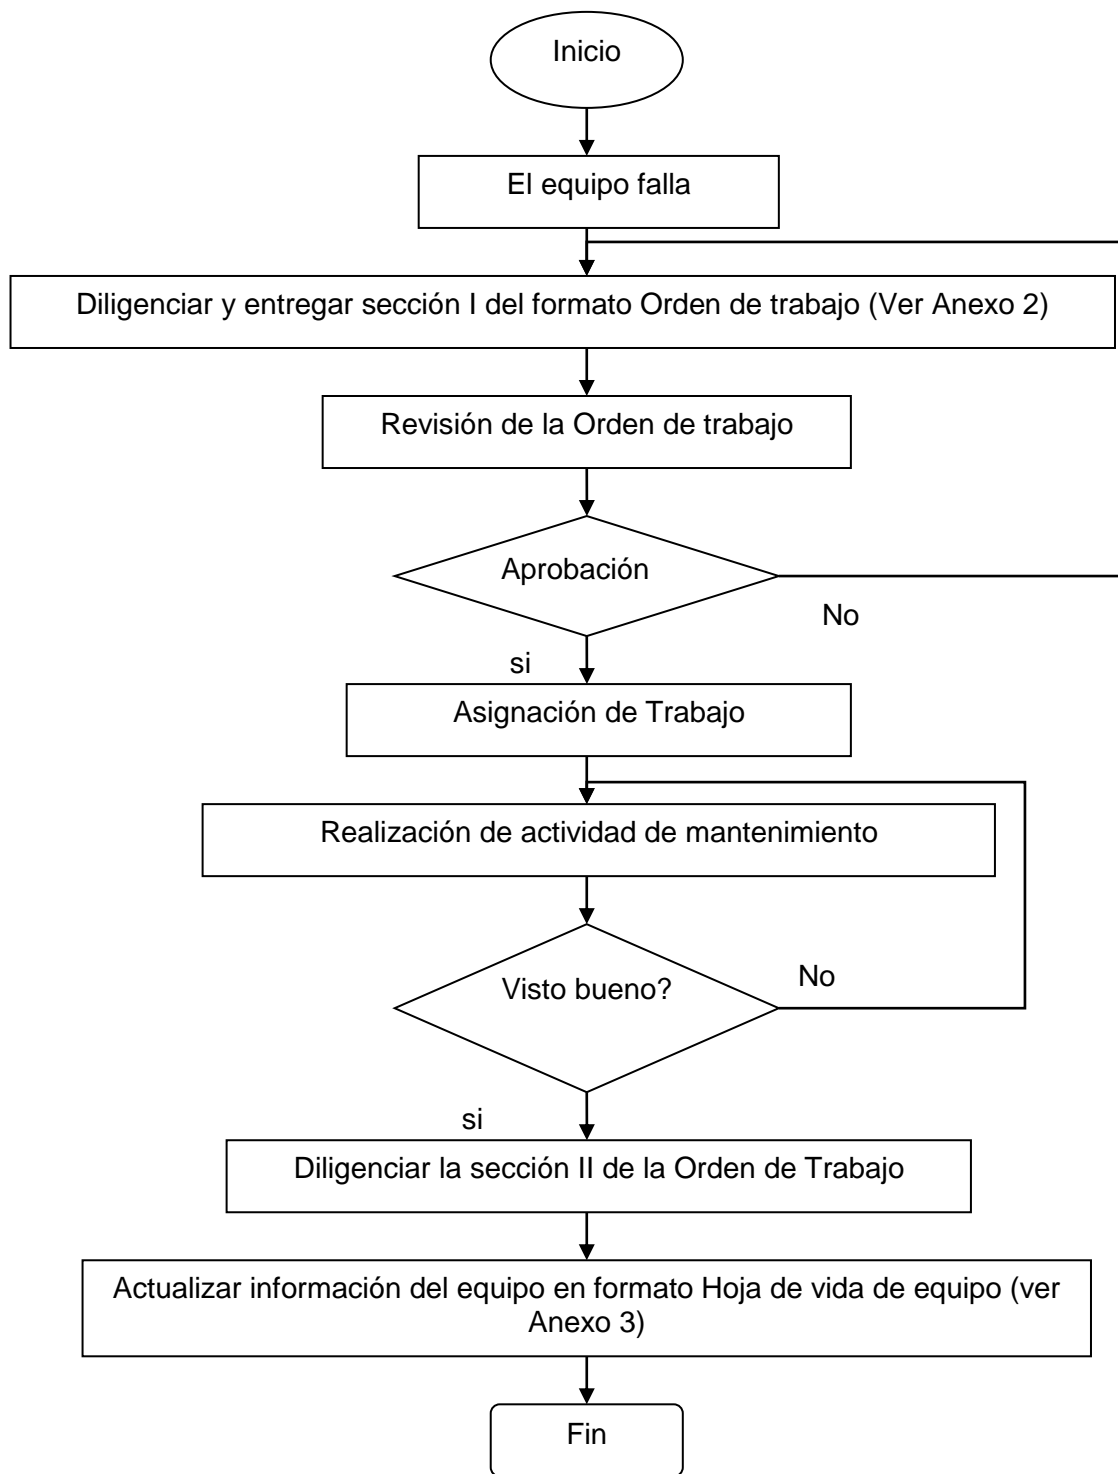 Inicio
El equipo falla
Diligenciar y entregar sección I del formato Orden de trabajo (Ver Anexo 2)
Revisión de la Orden de trabajo
Aprobación
No
si
Asignación de Trabajo
Realización de actividad de mantenimiento
Visto bueno?
No
si
Diligenciar la sección II de la Orden de Trabajo
Actualizar información del equipo en formato Hoja de vida de equipo (ver
Anexo 3)
Fin